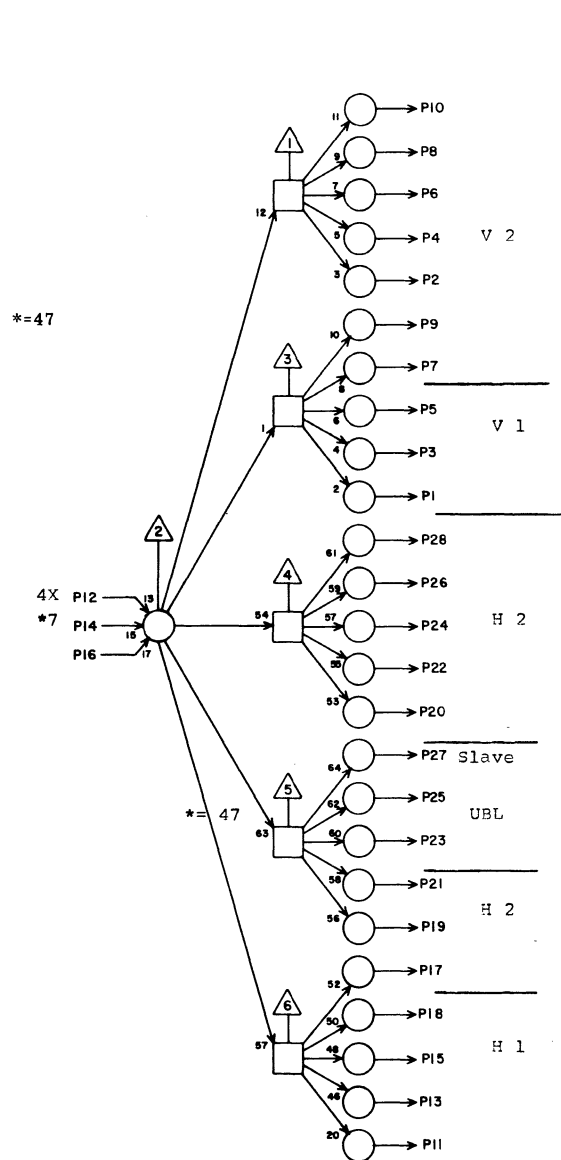 P10
11
1
P8
9
7
P6
12
5
P4
V 2
3
P2
*=47
P9
10
3
P7
8
6
P5
1
4
P3
V 1
2
P1
P28
61
2
4
59
P26
4X P12
13
54
57
P24
H 2
*7 P14
15
P16
17
55
P22
53
P20
P27 Slave
64
5
62
P25
*= 47
UBL
63
60
P23
58
P21
H 2
56
P19
P17
52
6
50
P18
57
48
P15
H 1
46
P13
20
P11